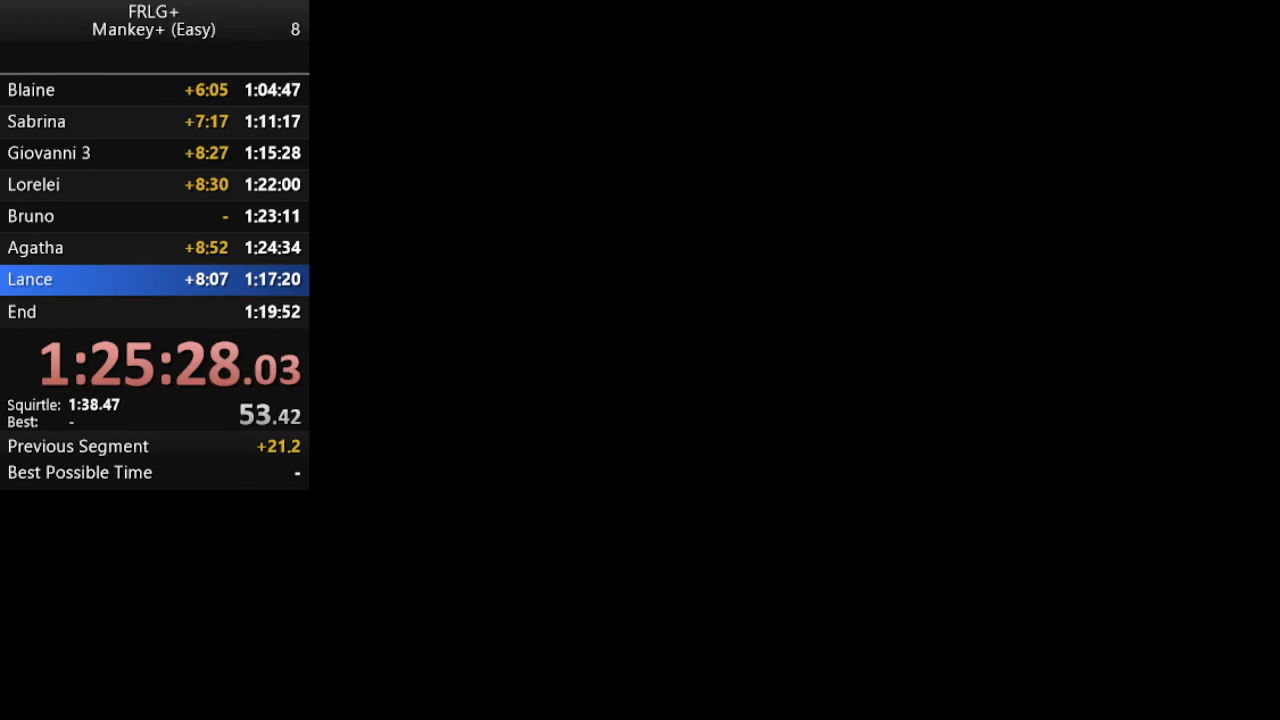 FRLG+
Mankey+ (Easy) 8
Blaine +6:05 1:04:47
Sabrina +7:17 1:11:17
Giovanni 3 +8:27 1:15:28
Lorelei +8:30 1:22:00
Bruno - 1:23:11
Agatha +8:52 1:24:34
Lance +8:07 1:17:20
End 1:19:52
1:25:28.03
Squirtle: 1:38.47
Best: -
53.42
Previous Segment +21.2
Best Possible Time -